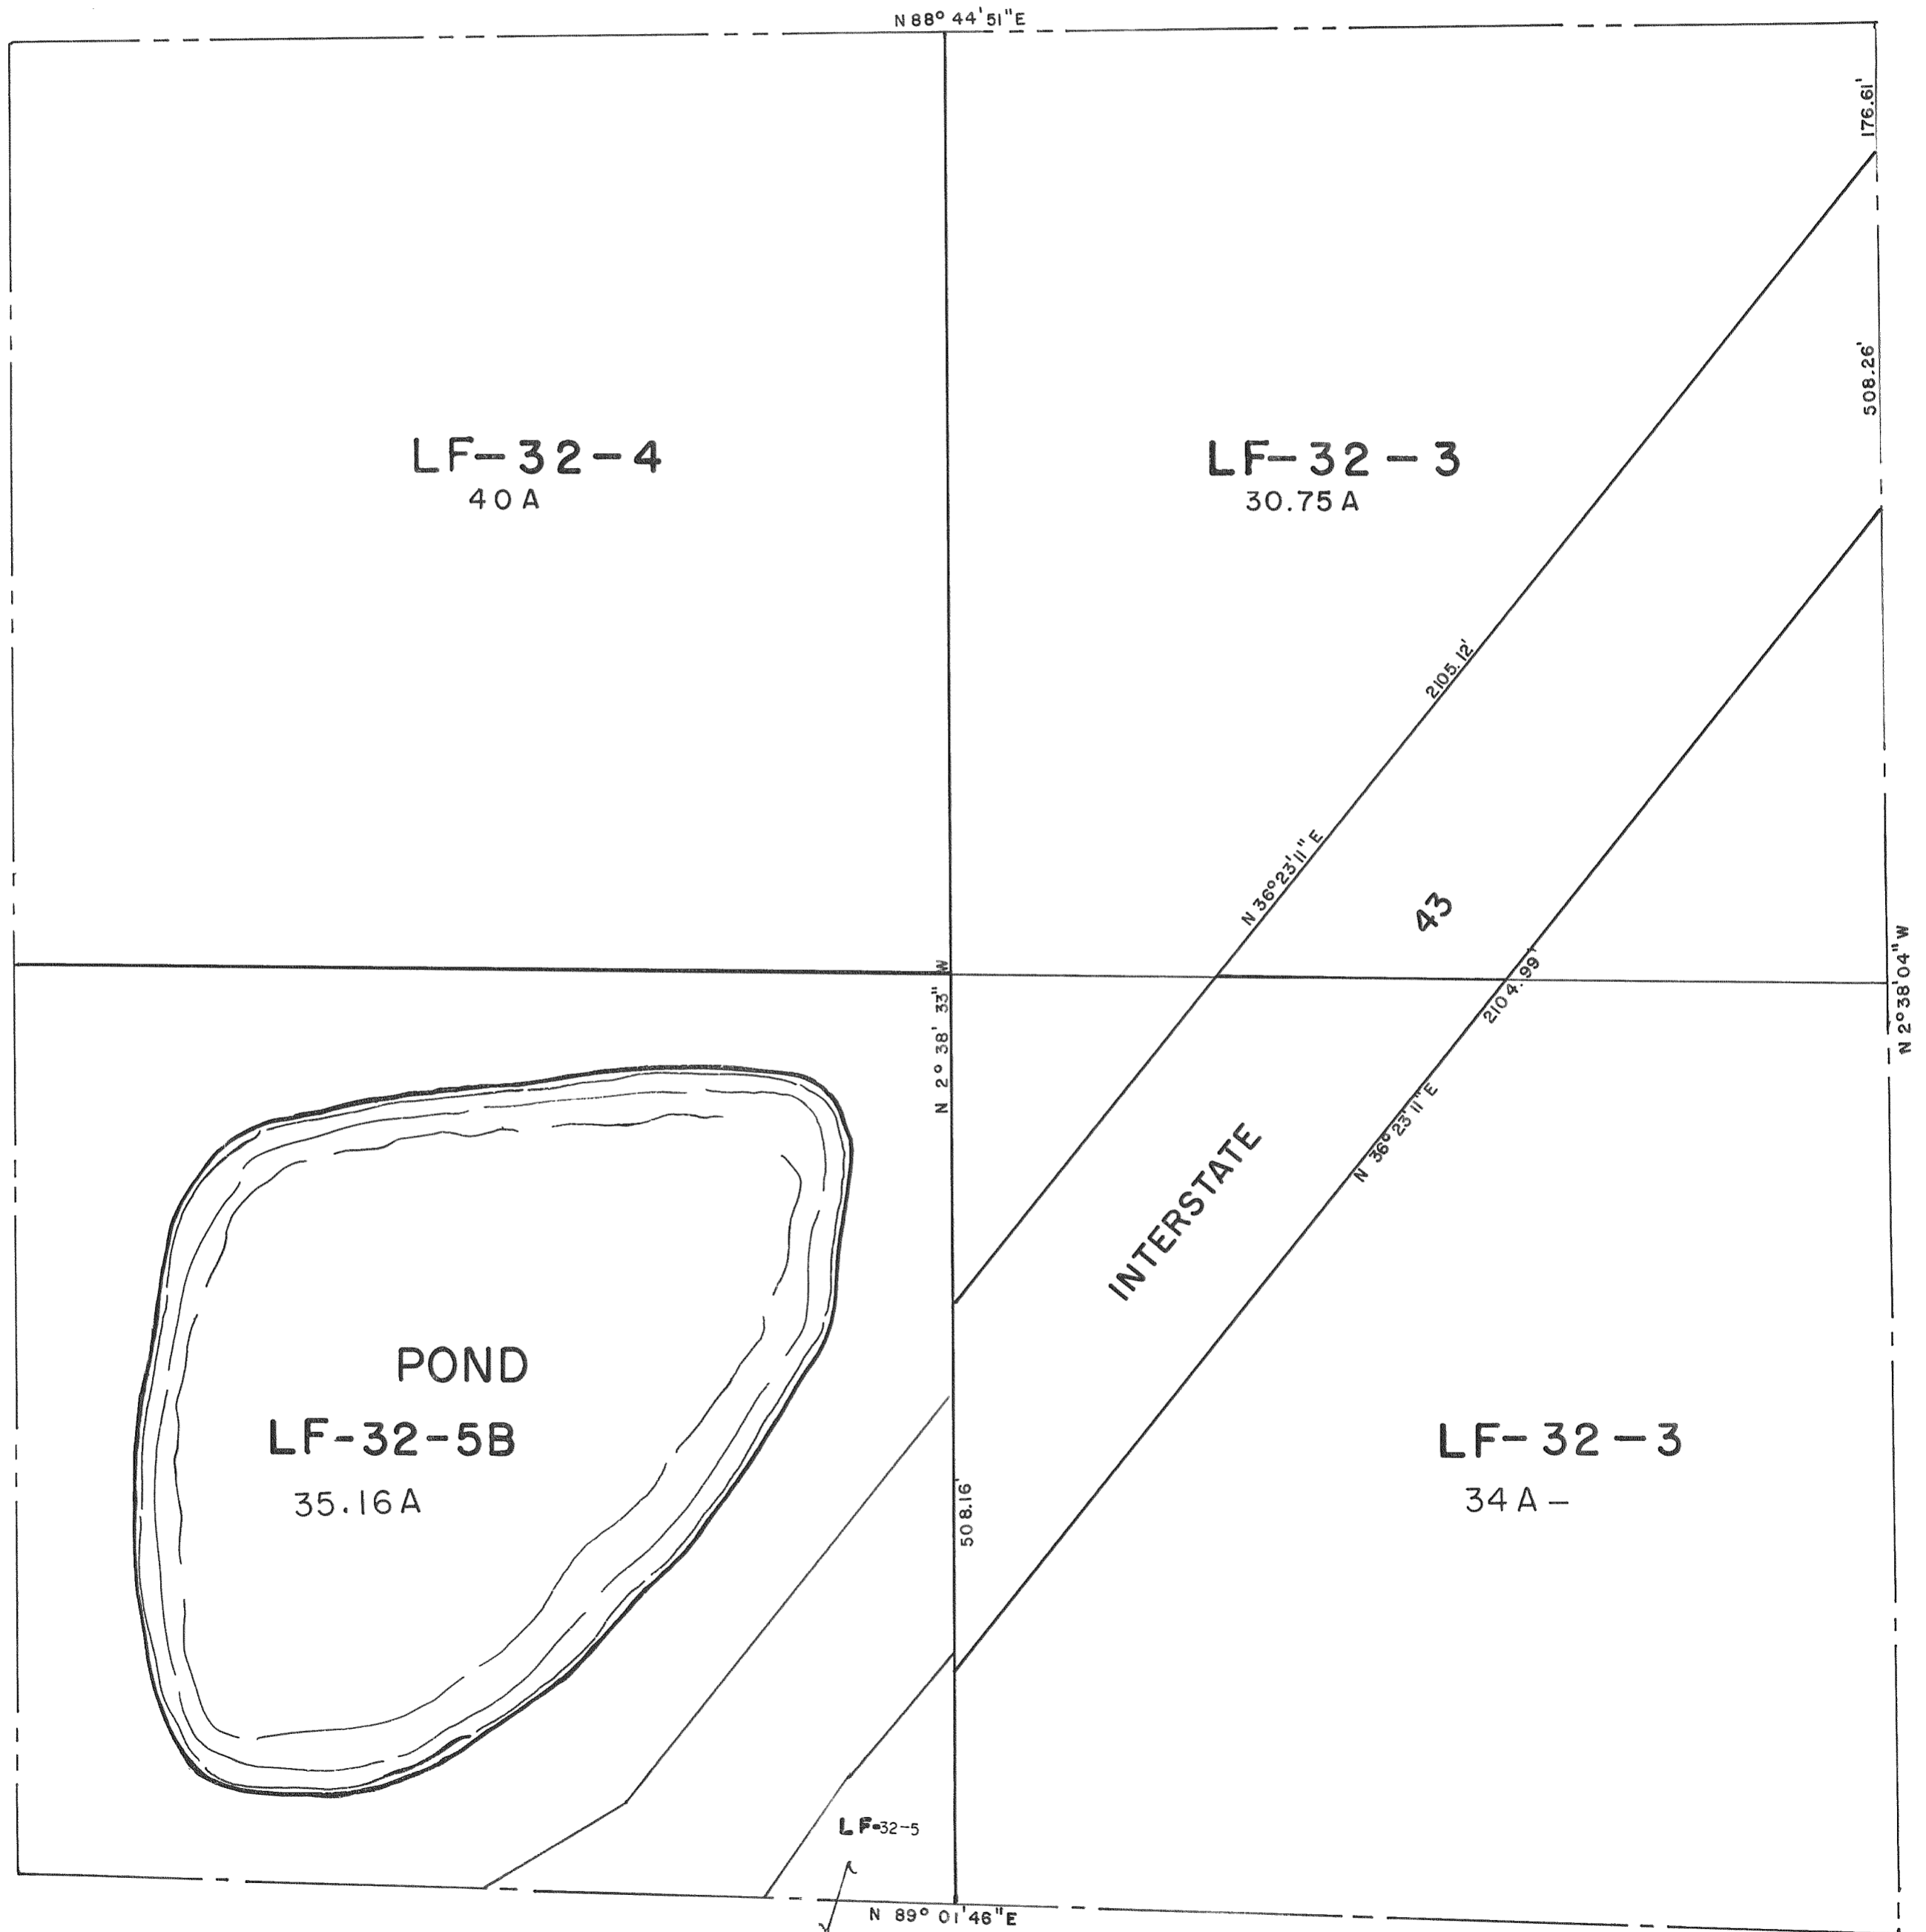 N 88° 44' 51" E
176.61'
508.26'
LF-32-4
40 A
LF-32-3
30.75 A
2105.12'
N 36° 23' 11" E
43
N 2° 38' 04" W
2104.99'
N 2° 38' 33" W
N 36° 23' 11" E
INTERSTATE
POND
LF-32-5B
35.16 A
508.16'
LF-32-3
34 A -
LF-32-5
N 89° 01' 46" E